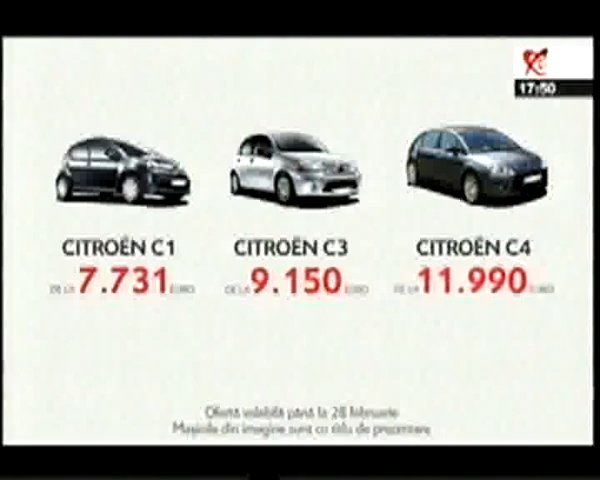 17:50
CITROËN C1 CITROËN C3 CITROËN C4
DE LA 7.731 EURO DE LA 9.150 EURO DE LA 11.990 EURO
Ofertă valabilă până la 28 februarie
Mașinile din imagine sunt cu titlu de prezentare